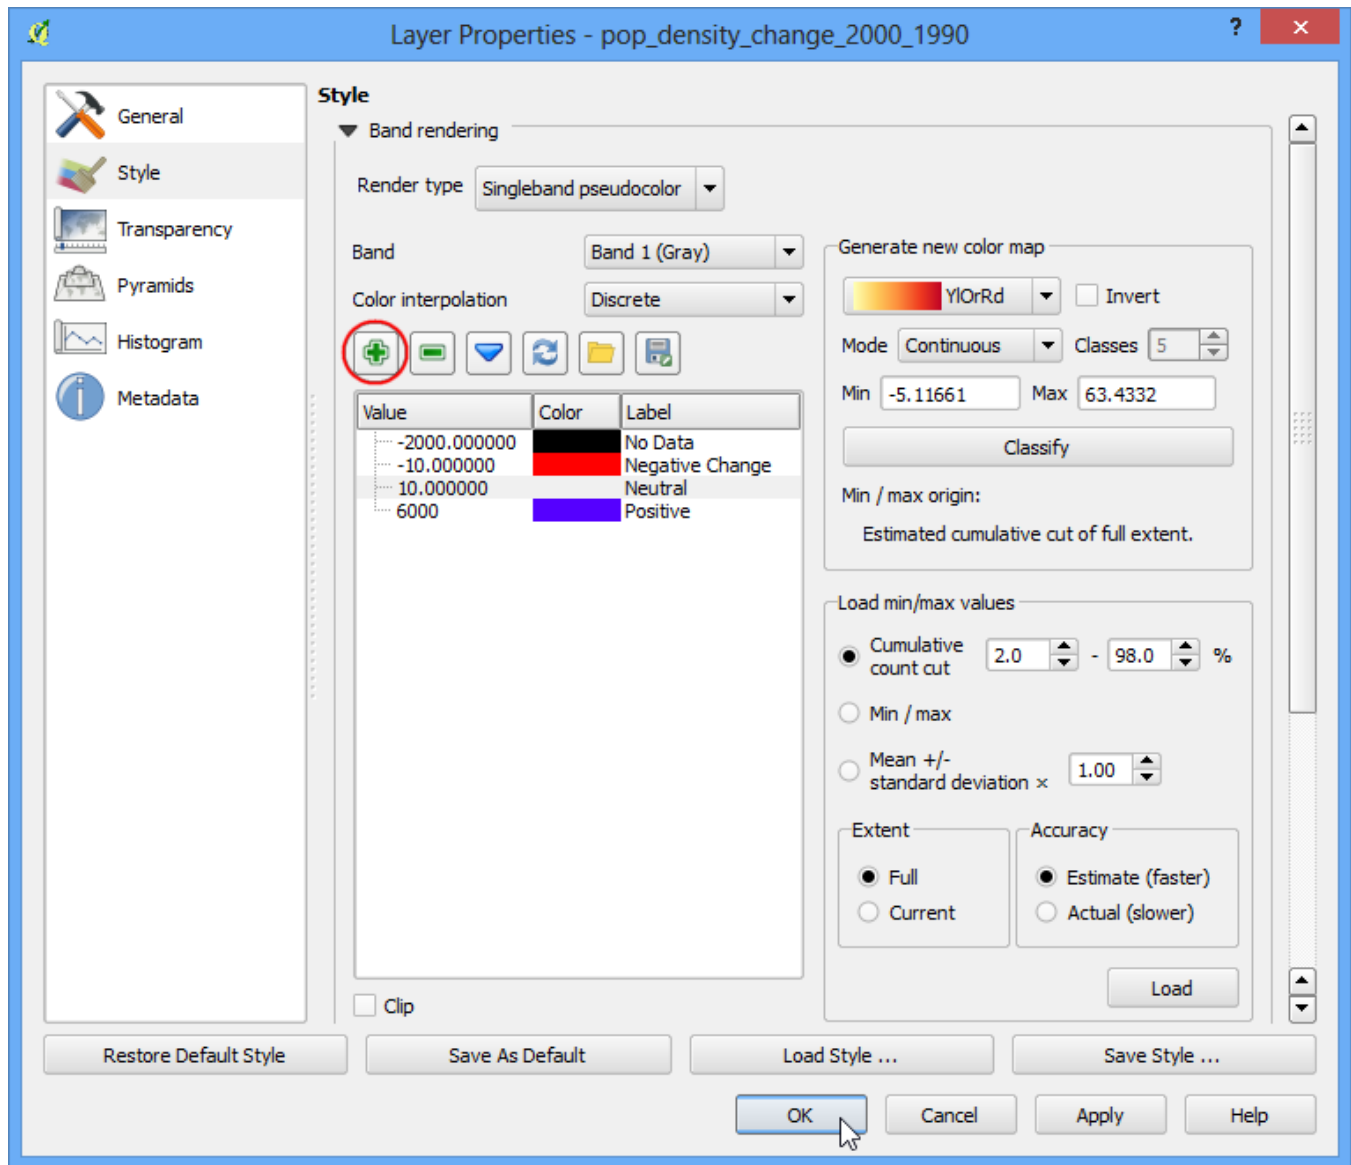 Layer Properties - pop_density_change_2000_1990
?
General
Style
Transparency
Pyramids
Histogram
Metadata
Style
Band rendering
Render type Singleband pseudocolor
Band Band 1 (Gray)
Color interpolation Discrete
Value Color Label
-2000.000000 No Data
-10.000000 Negative Change
10.000000 Neutral
6000 Positive
Clip
Generate new color map
YlOrRd Invert
Mode Continuous Classes 5
Min -5.11661 Max 63.4332
Classify
Min / max origin:
Estimated cumulative cut of full extent.
Load min/max values
Cumulative
count cut 2.0 - 98.0 %
Min / max
Mean +/-
standard deviation × 1.00
Extent
Full
Current
Accuracy
Estimate (faster)
Actual (slower)
Load
Restore Default Style Save As Default Load Style ... Save Style ...
OK Cancel Apply Help